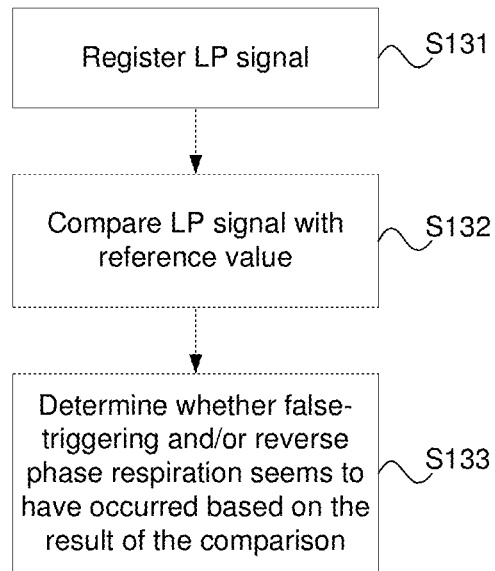 Register LP signal
S131
Compare LP signal with
reference value
S132
Determine whether false-
triggering and/or reverse
phase respiration seems to
have occurred based on the
result of the comparison
S133